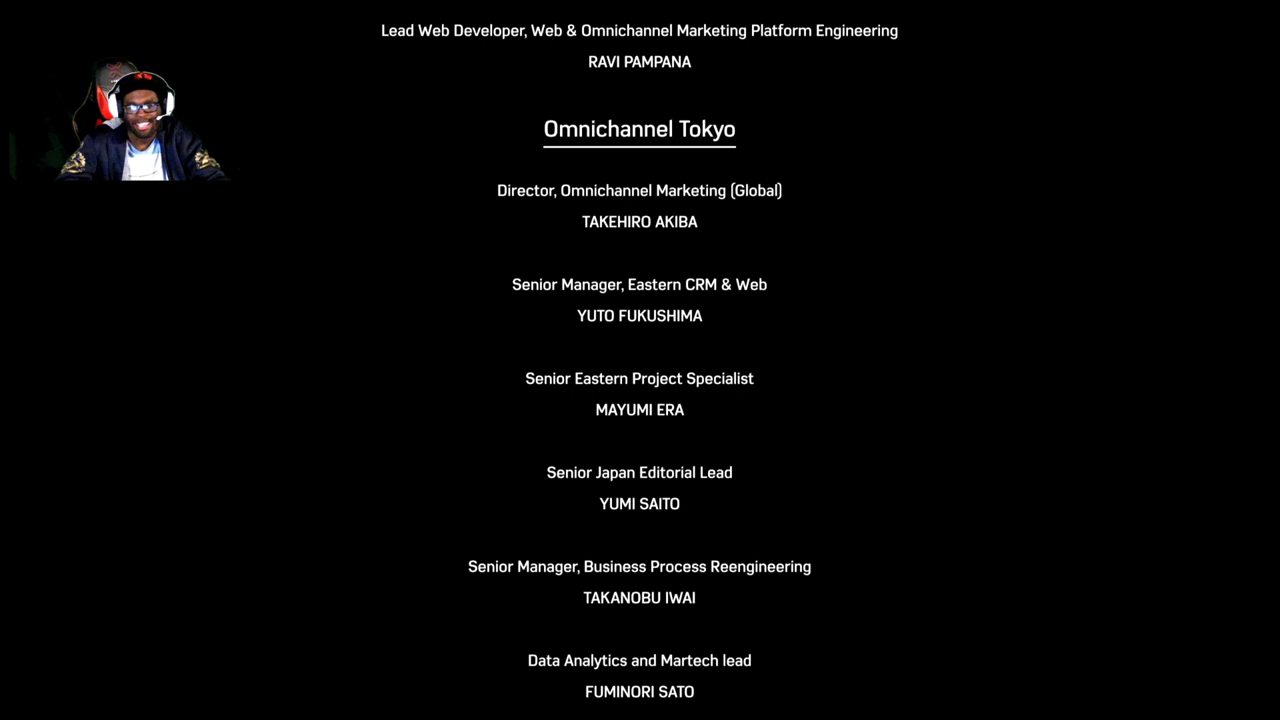 Lead Web Developer, Web & Omnichannel Marketing Platform Engineering
RAVI PAMPANA
Omnichannel Tokyo
Director, Omnichannel Marketing (Global)
TAKEHIRO AKIBA
Senior Manager, Eastern CRM & Web
YUTO FUKUSHIMA
Senior Eastern Project Specialist
MAYUMI ERA
Senior Japan Editorial Lead
YUMI SAITO
Senior Manager, Business Process Reengineering
TAKANOBU IWAI
Data Analytics and Martech lead
FUMINORI SATO